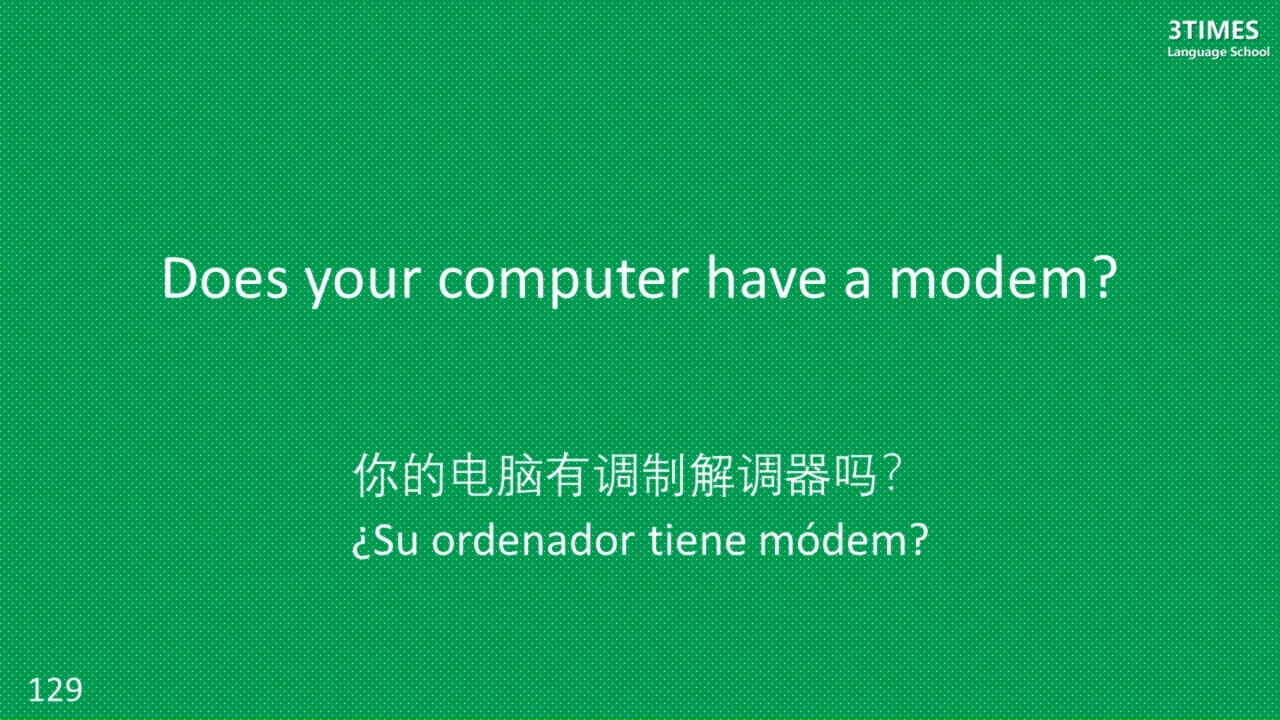 3TIMES
Language School
Does your computer have a modem?
你的电脑有调制解调器吗？
¿Su ordenador tiene módem?
129